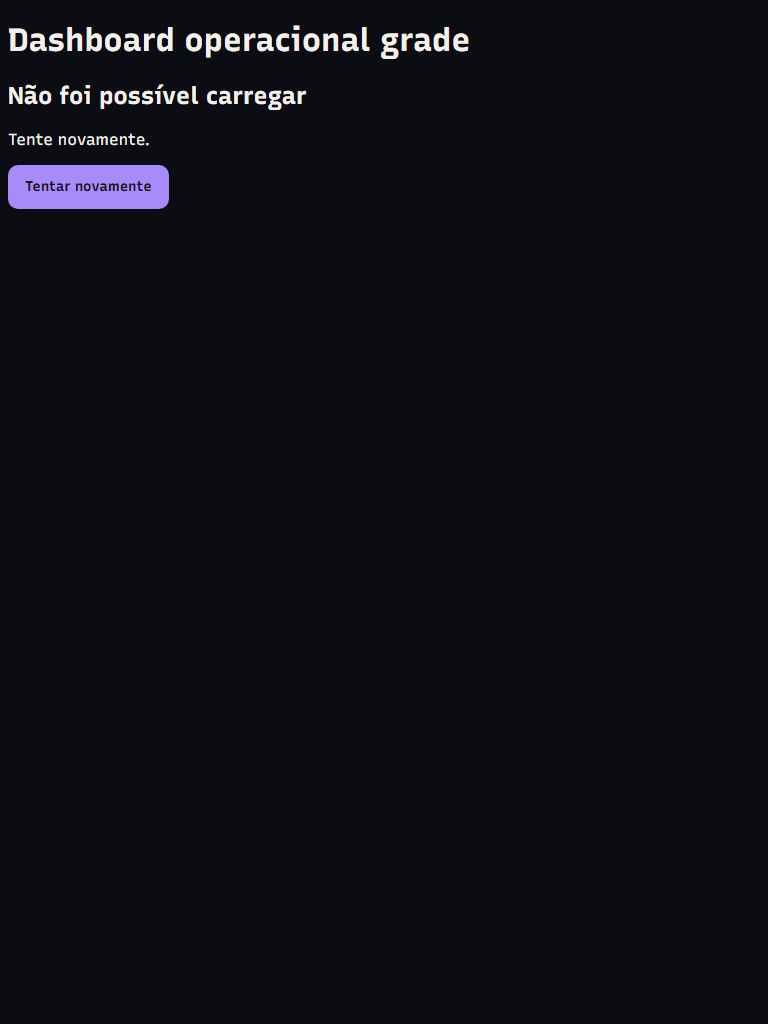 Dashboard operacional grade
Não foi possível carregar
Tente novamente.
Tentar novamente